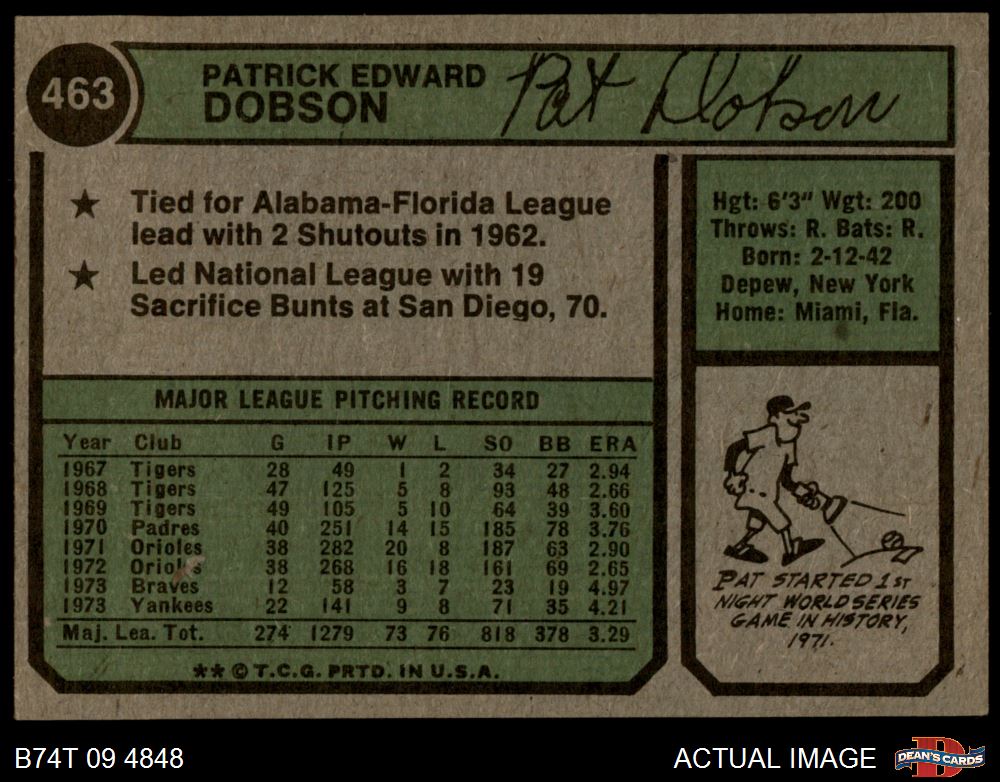 463
PATRICK EDWARD
DOBSON
Pat Dobson
★ Tied for Alabama-Florida League
lead with 2 Shutouts in 1962.
★ Led National League with 19
Sacrifice Bunts at San Diego, 70.
Hgt: 6'3" Wgt: 200
Throws: R. Bats: R.
Born: 2-12-42
Depew, New York
Home: Miami, Fla.
MAJOR LEAGUE PITCHING RECORD
Year Club G IP W L SO BB ERA
1967 Tigers 28 49 1 2 34 27 2.94
1968 Tigers 47 125 5 8 93 48 2.66
1969 Tigers 49 105 5 10 64 39 3.60
1970 Padres 40 251 14 15 185 78 3.76
1971 Orioles 38 282 20 8 187 63 2.90
1972 Orioles 38 268 16 18 161 69 2.65
1973 Braves 12 58 3 7 23 19 4.97
1973 Yankees 22 141 9 8 71 35 4.21
Maj. Lea. Tot. 274 1279 73 76 818 378 3.29
**© T.C.G. PRTD. IN U.S.A.
PAT STARTED 1ST
NIGHT WORLD SERIES
GAME IN HISTORY,
1971.
B74T 09 4848
ACTUAL IMAGE
D
DEAN'S CARDS